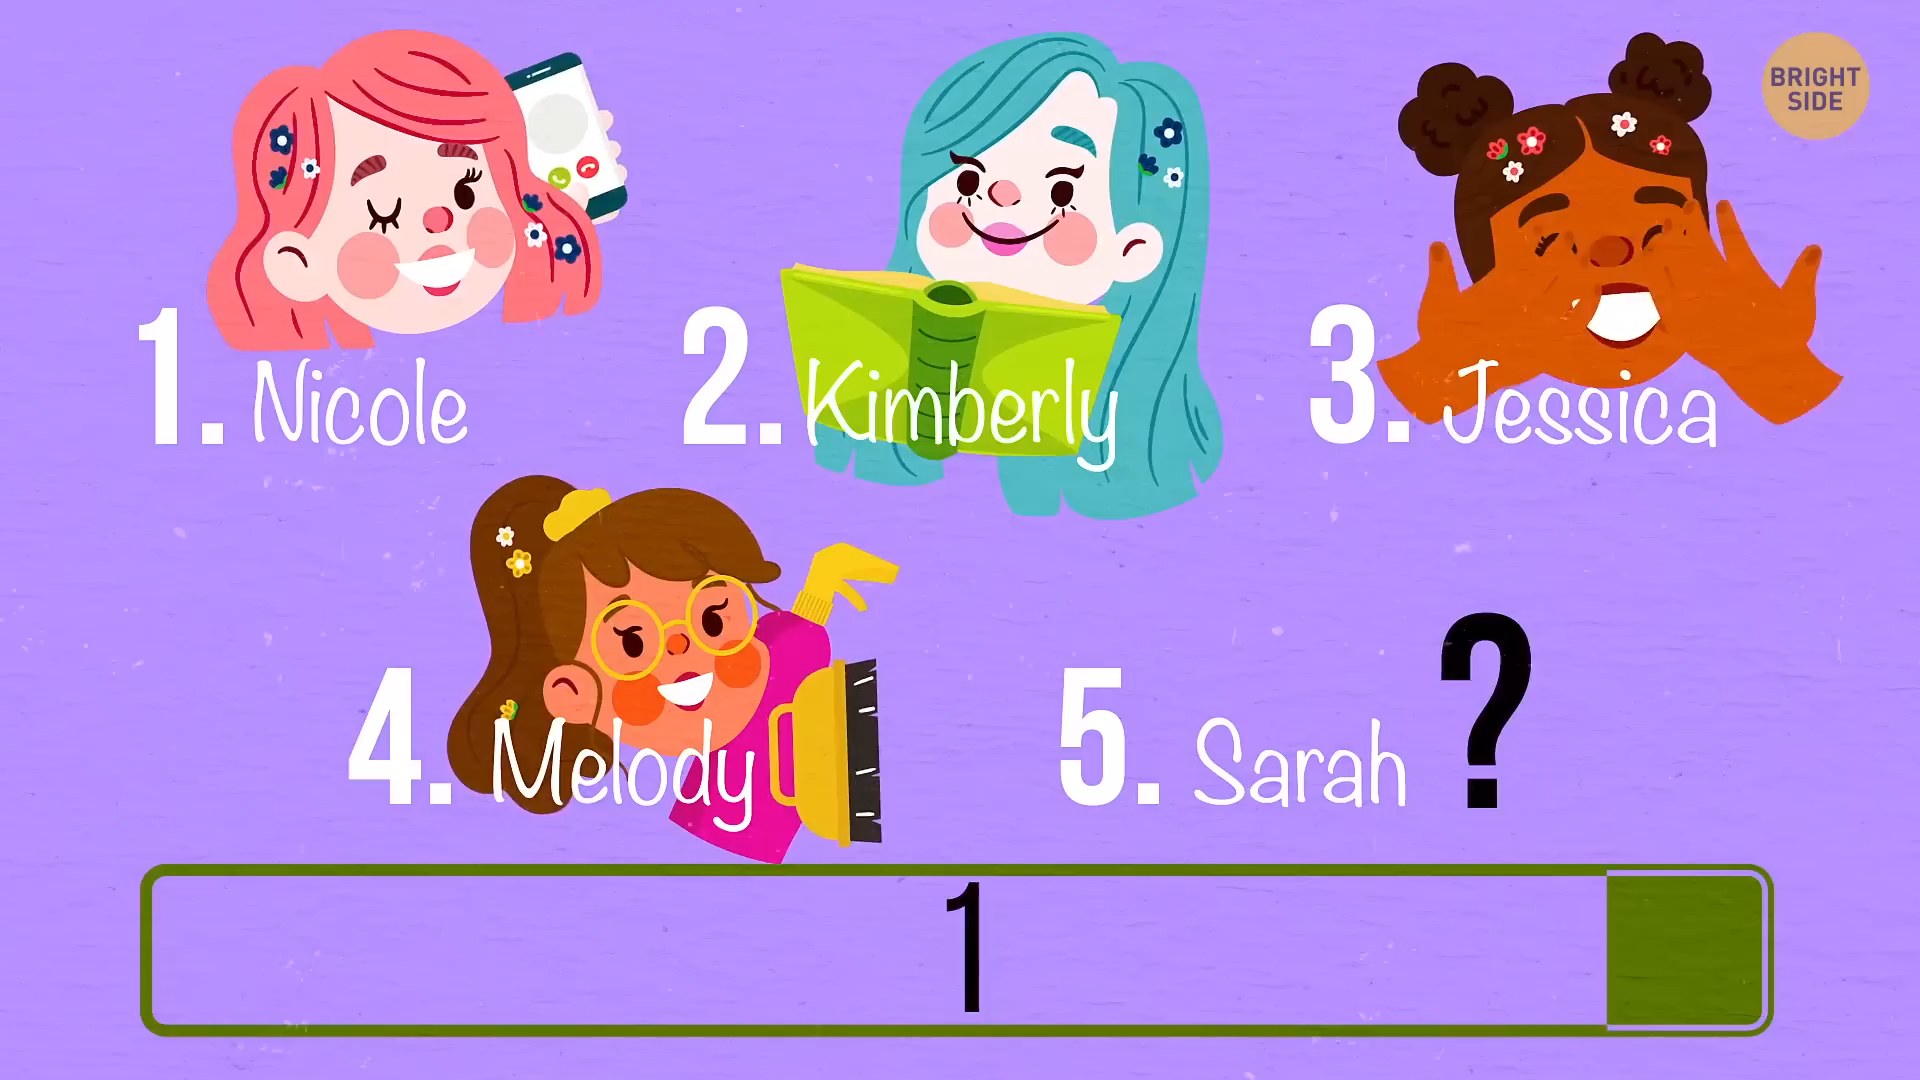 BRIGHT
SIDE
1. Nicole
2. Kimberly
3. Jessica
4. Melody
5. Sarah ?
1